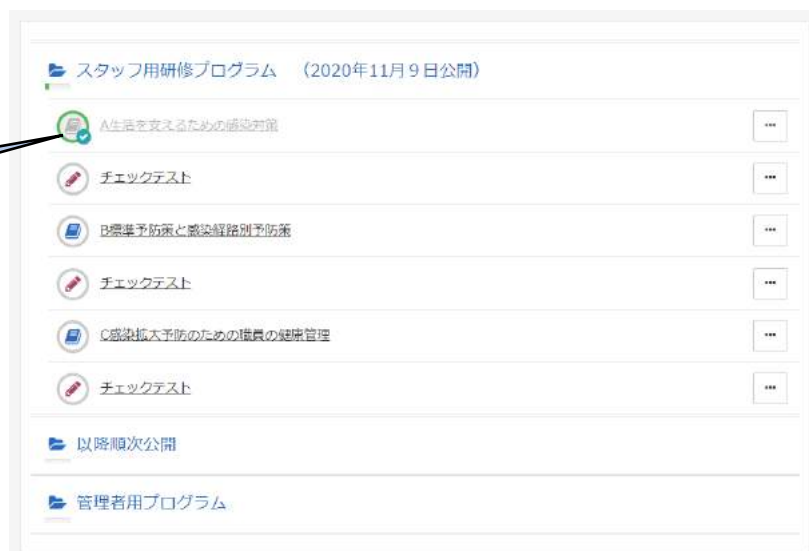 スタッフ用研修プログラム （2020年11月9日公開）
A生活を支えるための感染対策
チェックテスト
B標準予防策と感染経路別予防策
チェックテスト
C感染拡大予防のための職員の健康管理
チェックテスト
以降順次公開
管理者用プログラム